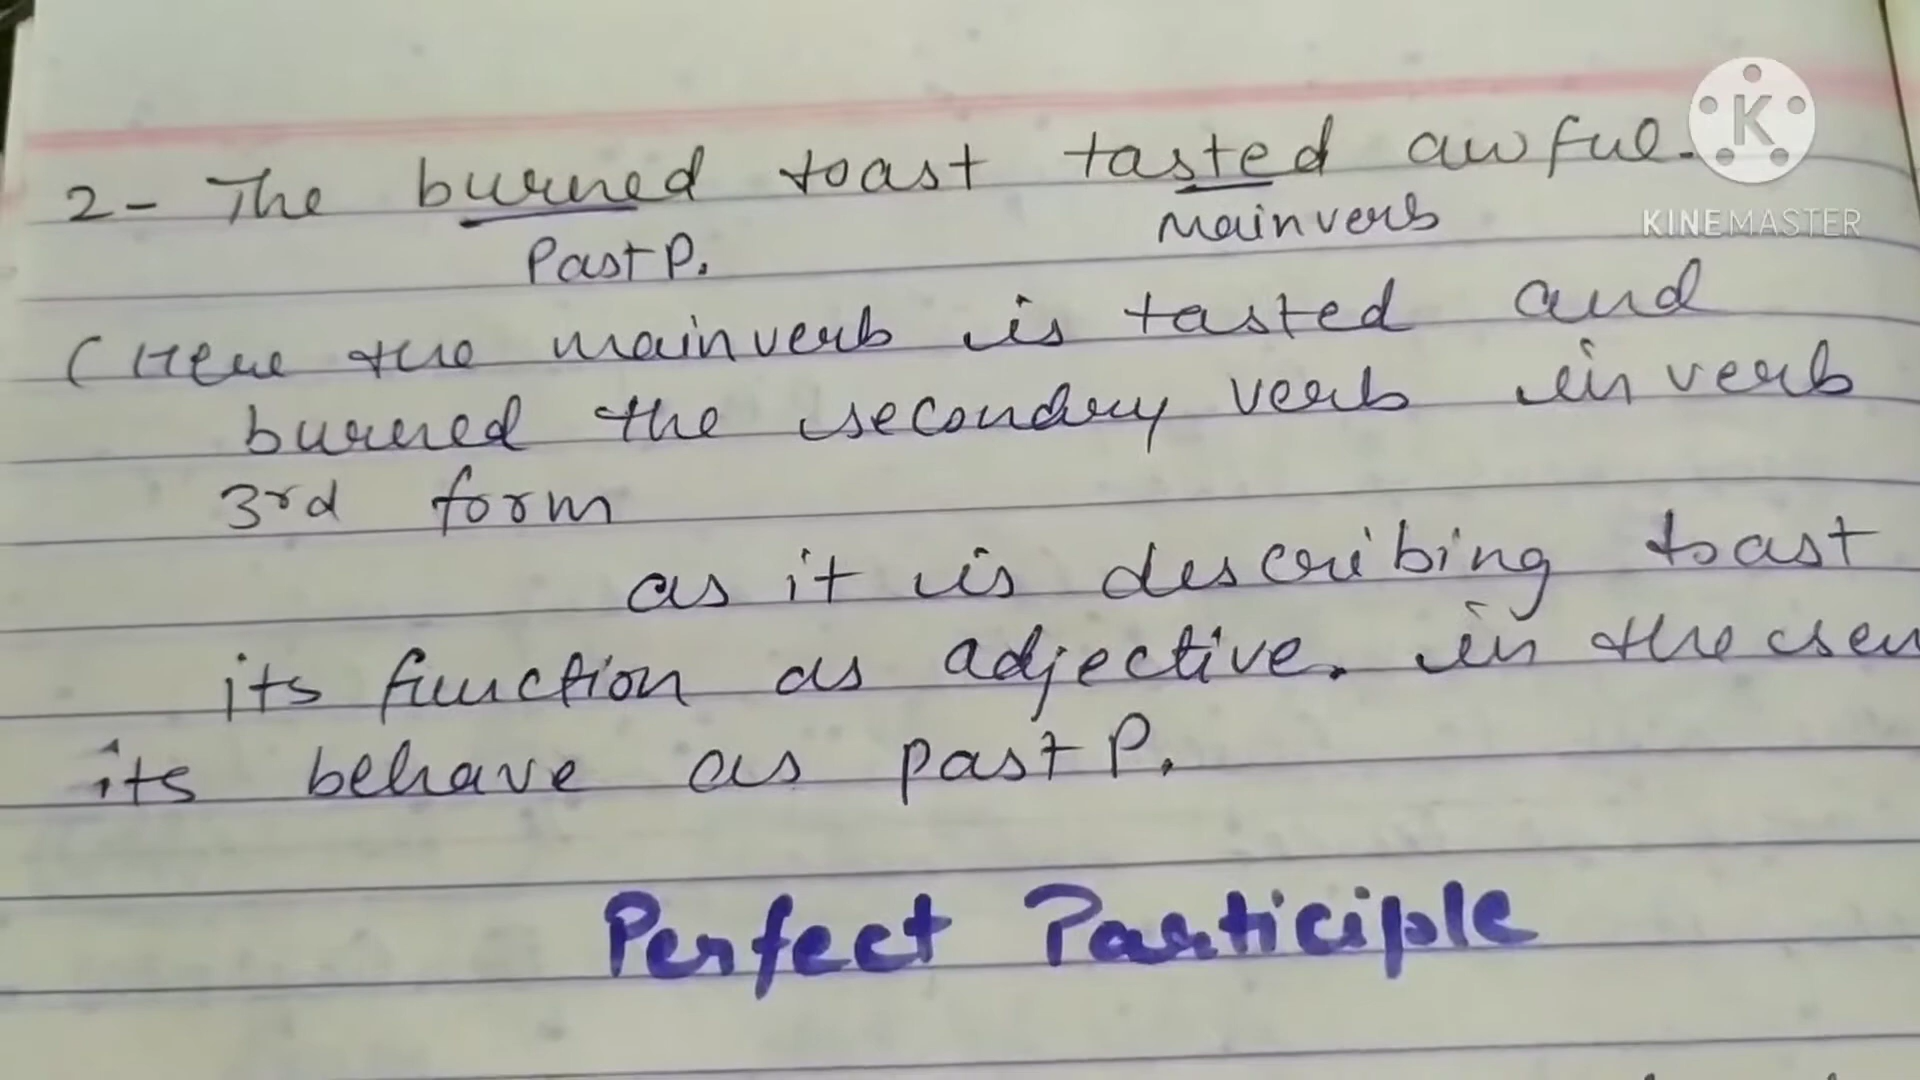 2- The burned toast tasted awful.
Past P.
Mainverb
KINEMASTER
(Here the mainverb is tasted and
burned the secondary verb in verb
3rd form
as it is describing toast
its function as adjective. in the sen
its behave as past P.
Perfect Participle